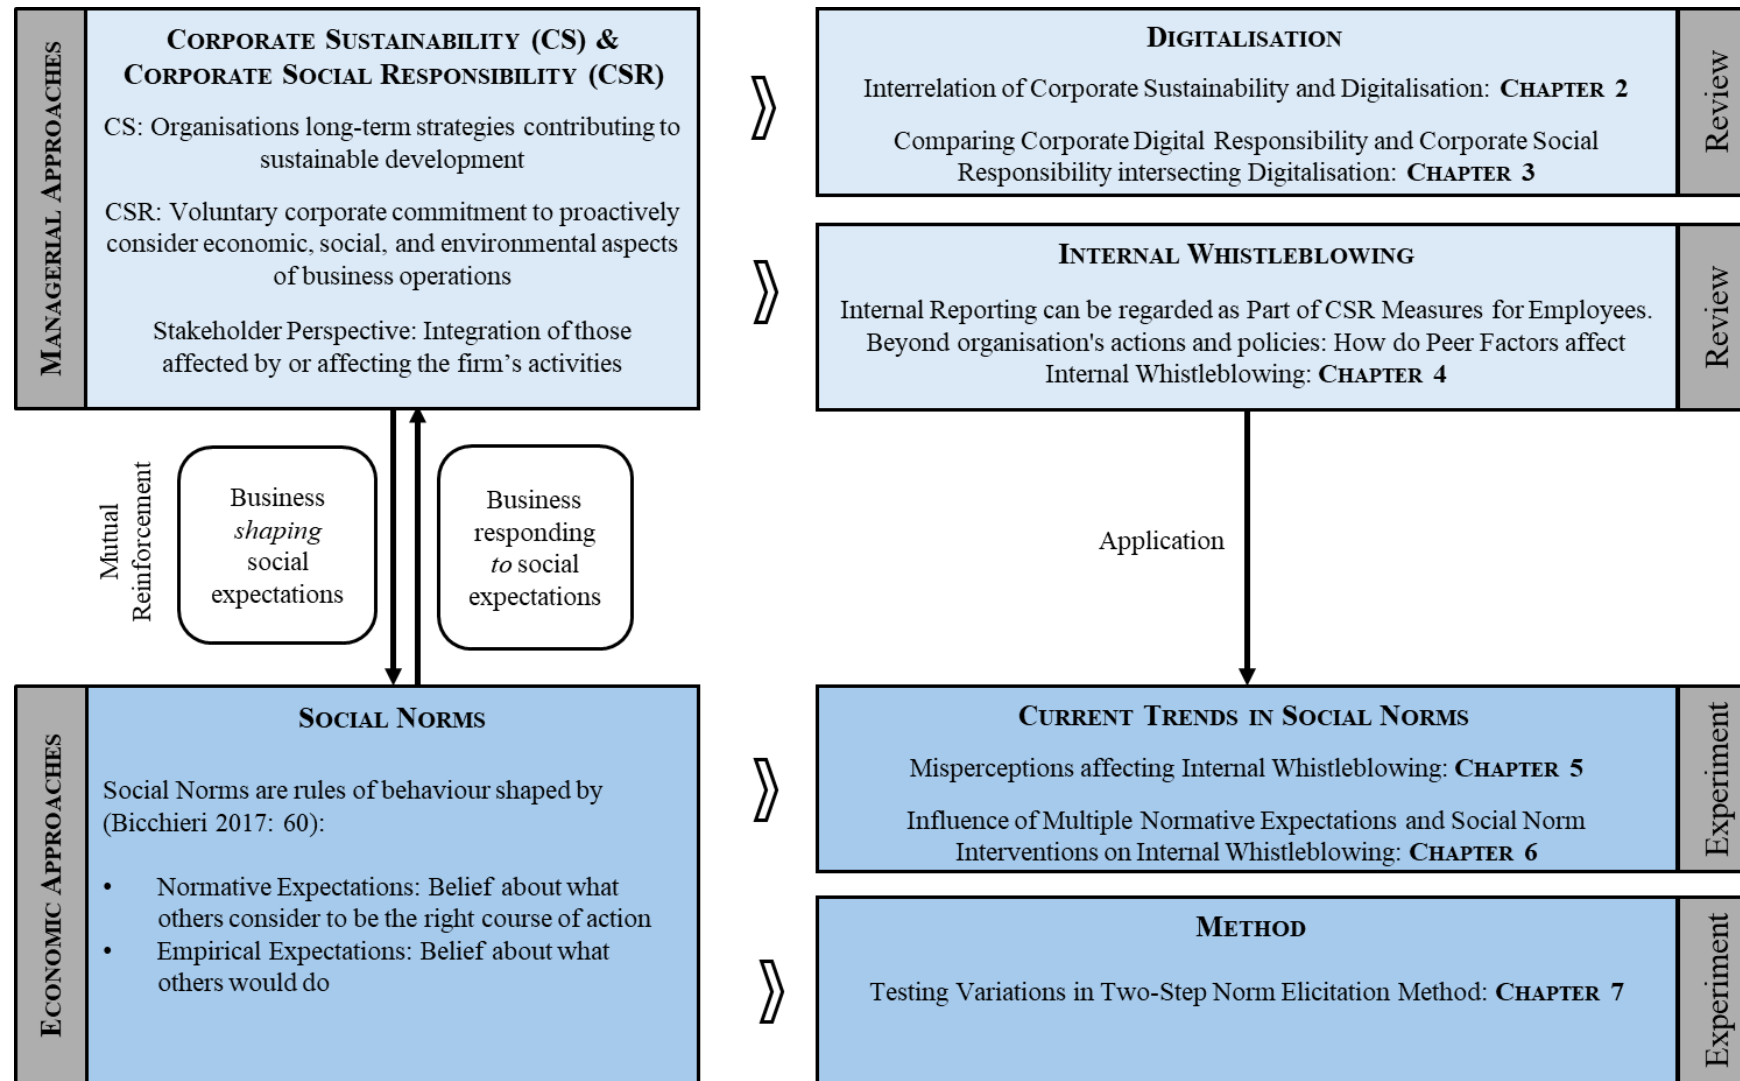 MANAGERIAL APPROACHES
CORPORATE SUSTAINABILITY (CS) &
CORPORATE SOCIAL RESPONSIBILITY (CSR)
CS: Organisations long-term strategies contributing to
sustainable development
CSR: Voluntary corporate commitment to proactively
consider economic, social, and environmental aspects
of business operations
Stakeholder Perspective: Integration of those
affected by or affecting the firm's activities
DIGITALISATION
Interrelation of Corporate Sustainability and Digitalisation: CHAPTER 2
Comparing Corporate Digital Responsibility and Corporate Social
Responsibility intersecting Digitalisation: CHAPTER 3
Review
INTERNAL WHISTLEBLOWING
Internal Reporting can be regarded as Part of CSR Measures for Employees.
Beyond organisation's actions and policies: How do Peer Factors affect
Internal Whistleblowing: CHAPTER 4
Review
Mutual
Reinforcement
Business
shaping
social
expectations
Business
responding
to social
expectations
Application
ECONOMIC APPROACHES
SOCIAL NORMS
Social Norms are rules of behaviour shaped by
(Bicchieri 2017: 60):
• Normative Expectations: Belief about what
others consider to be the right course of action
• Empirical Expectations: Belief about what
others would do
CURRENT TRENDS IN SOCIAL NORMS
Misperceptions affecting Internal Whistleblowing: CHAPTER 5
Influence of Multiple Normative Expectations and Social Norm
Interventions on Internal Whistleblowing: CHAPTER 6
Experiment
METHOD
Testing Variations in Two-Step Norm Elicitation Method: CHAPTER 7
Experiment